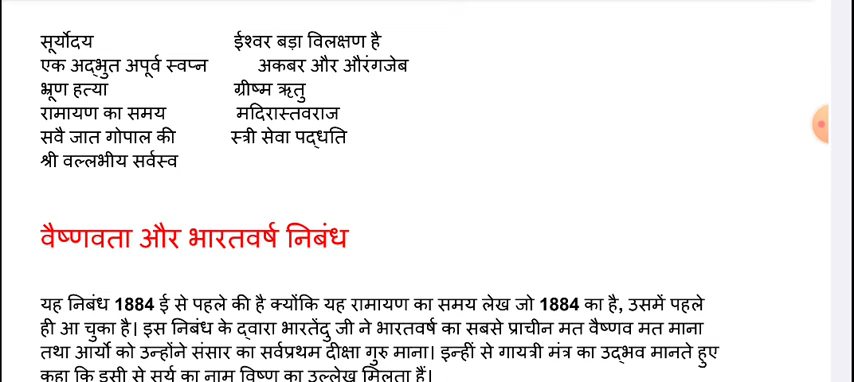 सूर्योदय ईश्वर बड़ा विलक्षण है
एक अद्भुत अपूर्व स्वप्न अकबर और औरंगजेब
भ्रूण हत्या ग्रीष्म ऋतु
रामायण का समय मदिरास्तवराज
सवै जात गोपाल की स्त्री सेवा पद्धति
श्री वल्लभीय सर्वस्व
वैष्णवता और भारतवर्ष निबंध
यह निबंध 1884 ई से पहले की है क्योंकि यह रामायण का समय लेख जो 1884 का है, उसमें पहले
ही आ चुका है। इस निबंध के द्वारा भारतेंदु जी ने भारतवर्ष का सबसे प्राचीन मत वैष्णव मत माना
तथा आर्यो को उन्होंने संसार का सर्वप्रथम दीक्षा गुरु माना। इन्हीं से गायत्री मंत्र का उद्भव मानते हुए
कहा कि इसी से सूर्य का नाम विष्णु का उल्लेख मिलता हैं।